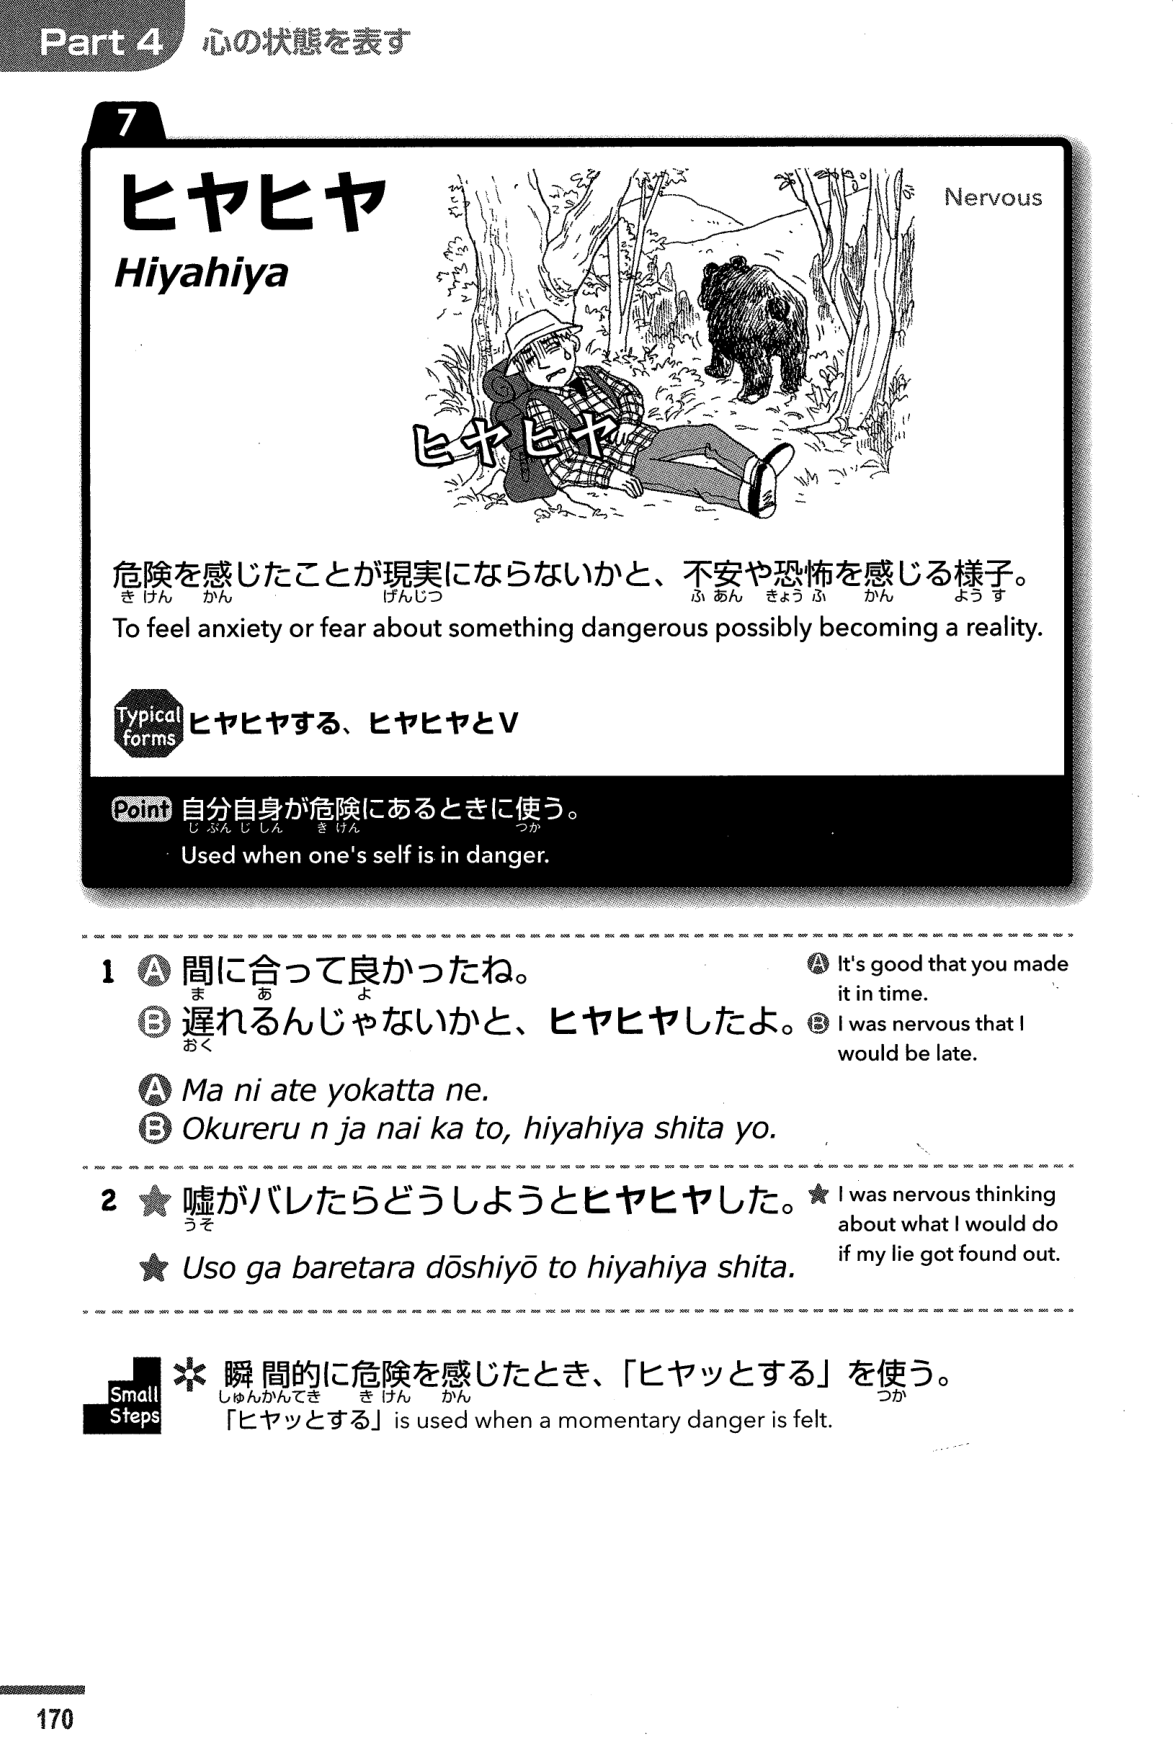 Part 4 心の状態を表す
7
ヒヤヒヤ
Hiyahiya
Nervous
ヒヤヒヤ
危険を感じたことが現実にならないかと、不安や恐怖を感じる様子。
き けん かん げんじつ ふ あん きょう ふ かん よう す
To feel anxiety or fear about something dangerous possibly becoming a reality.
Typical forms ヒヤヒヤする、ヒヤヒヤとV
Point 自分自身が危険にあるときに使う。
じ ぶん じ しん き けん つか
Used when one's self is in danger.
1 A 間に合って良かったね。
ま あ よ
B 遅れるんじゃないかと、ヒヤヒヤしたよ。
おく
A It's good that you made
it in time.
B I was nervous that I
would be late.
A Ma ni ate yokatta ne.
B Okureru n ja nai ka to, hiyahiya shita yo.
2 ★ 嘘がバレたらどうしようとヒヤヒヤした。
うそ
★ I was nervous thinking
about what I would do
if my lie got found out.
★ Uso ga baretara dōshiyō to hiyahiya shita.
Small Steps
＊ 瞬間的に危険を感じたとき、「ヒヤッとする」を使う。
しゅんかんてき き けん かん つか
「ヒヤッとする」is used when a momentary danger is felt.
170